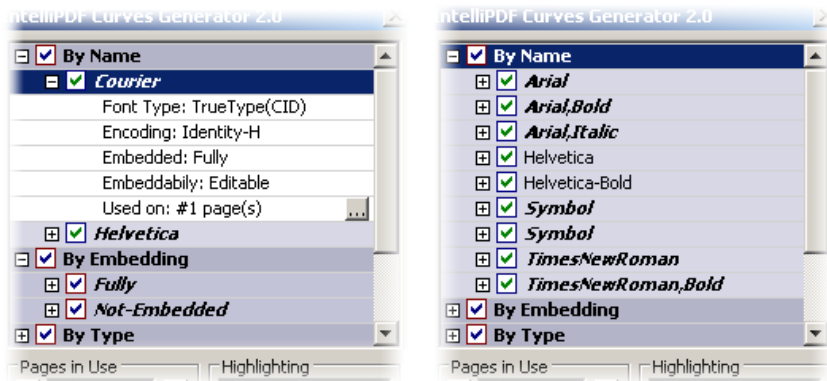 IntelliPDF Curves Generator 2.0
By Name
Courier
Font Type: TrueType(CID)
Encoding: Identity-H
Embedded: Fully
Embeddabily: Editable
Used on: #1 page(s)
...
Helvetica
By Embedding
Fully
Not-Embedded
By Type
Pages in Use
Highlighting
IntelliPDF Curves Generator 2.0
By Name
Arial
Arial,Bold
Arial,Italic
Helvetica
Helvetica-Bold
Symbol
Symbol
TimesNewRoman
TimesNewRoman,Bold
By Embedding
By Type
Pages in Use
Highlighting